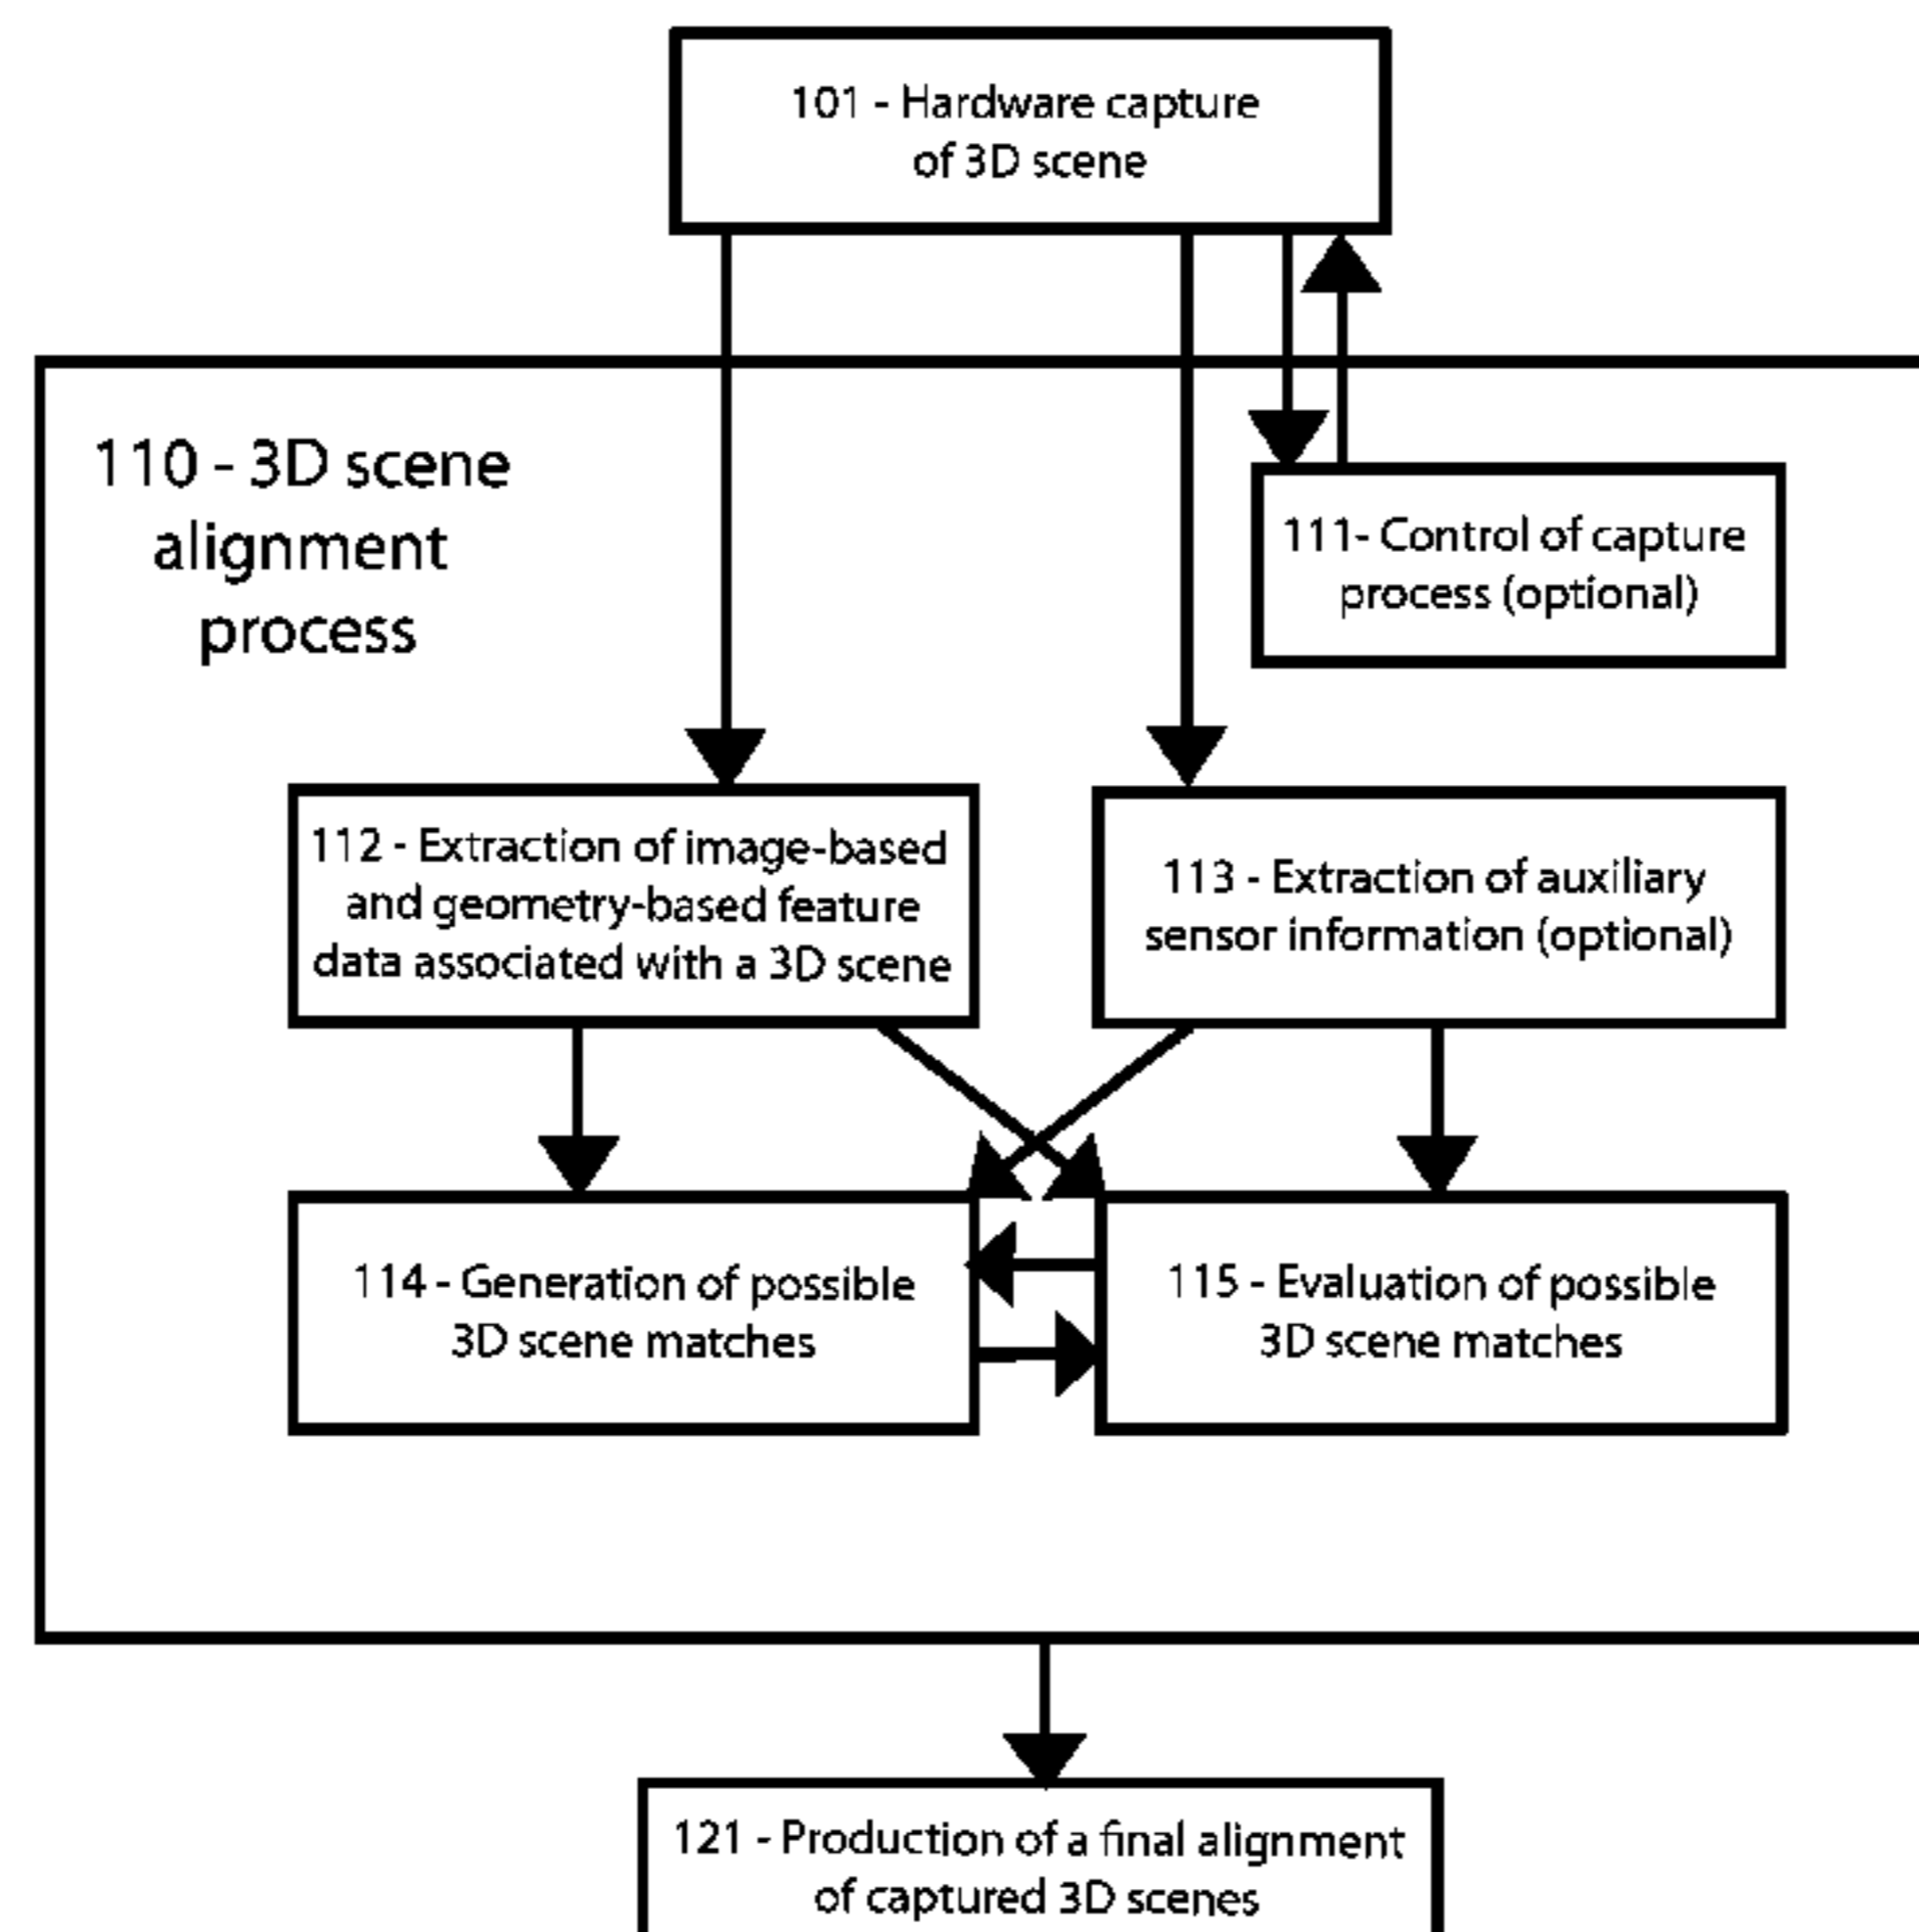 101 - Hardware capture
of 3D scene
110 - 3D scene
alignment
process
111- Control of capture
process (optional)
112 - Extraction of image-based
and geometry-based feature
data associated with a 3D scene
113 - Extraction of auxiliary
sensor information (optional)
114 - Generation of possible
3D scene matches
115 - Evaluation of possible
3D scene matches
121 - Production of a final alignment
of captured 3D scenes